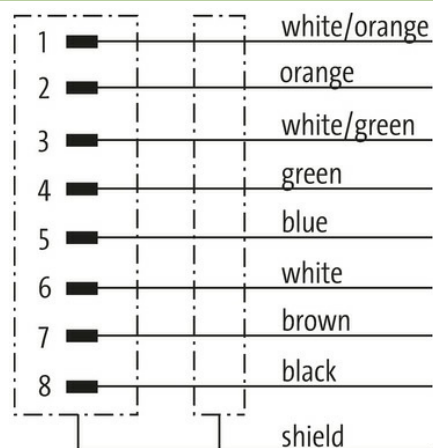 1 white/orange
2 orange
3 white/green
4 green
5 blue
6 white
7 brown
8 black
shield